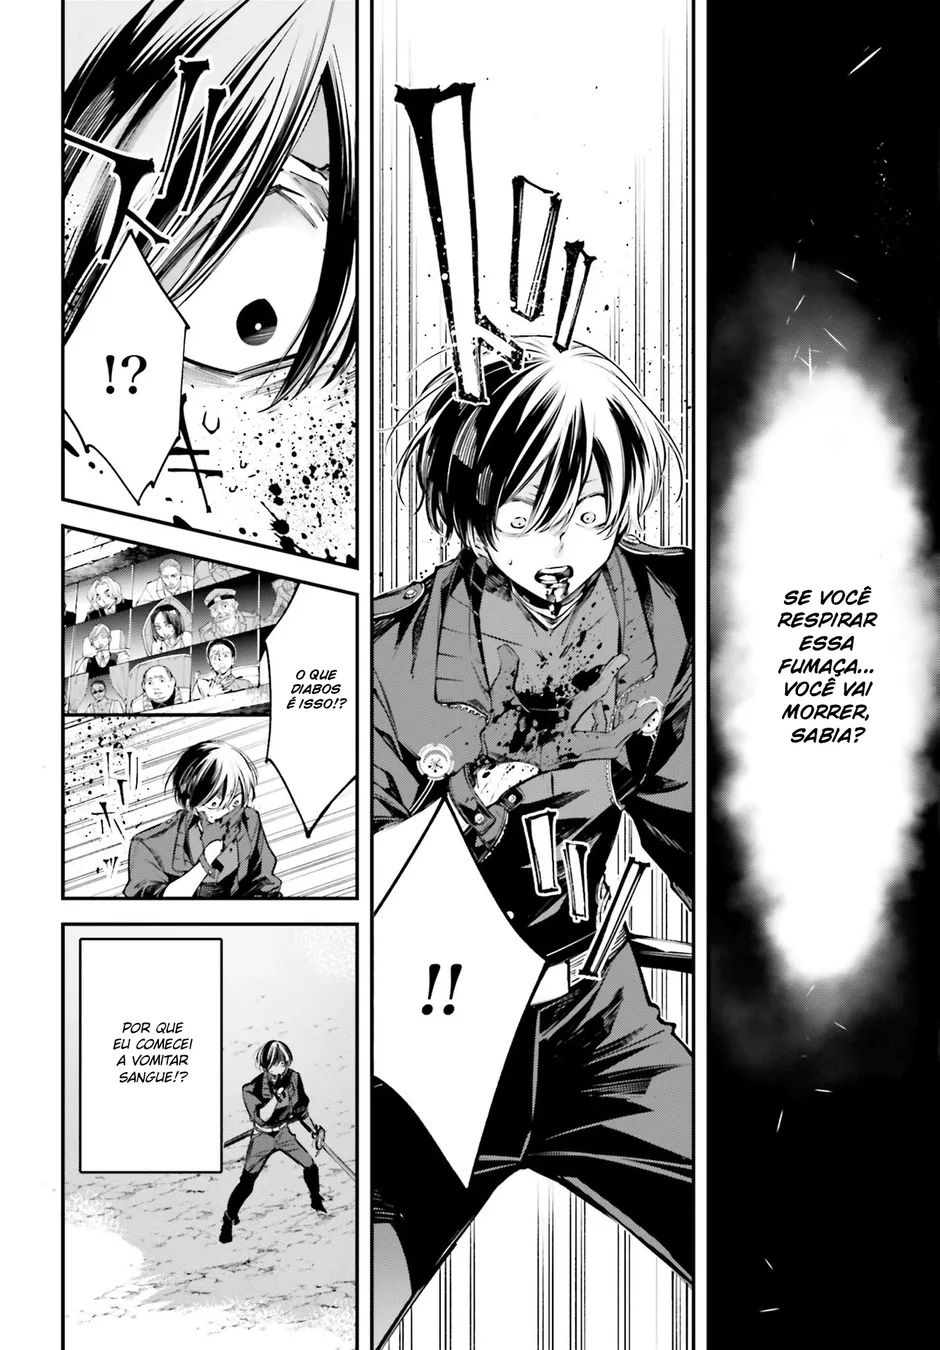 SE VOCÊ
RESPIRAR
ESSA
FUMAÇA...
VOCÊ VAI
MORRER,
SABIA?
!!
!?
O QUE
DIABOS
É ISSO!?
POR QUE
EU COMECEI
A VOMITAR
SANGUE!?